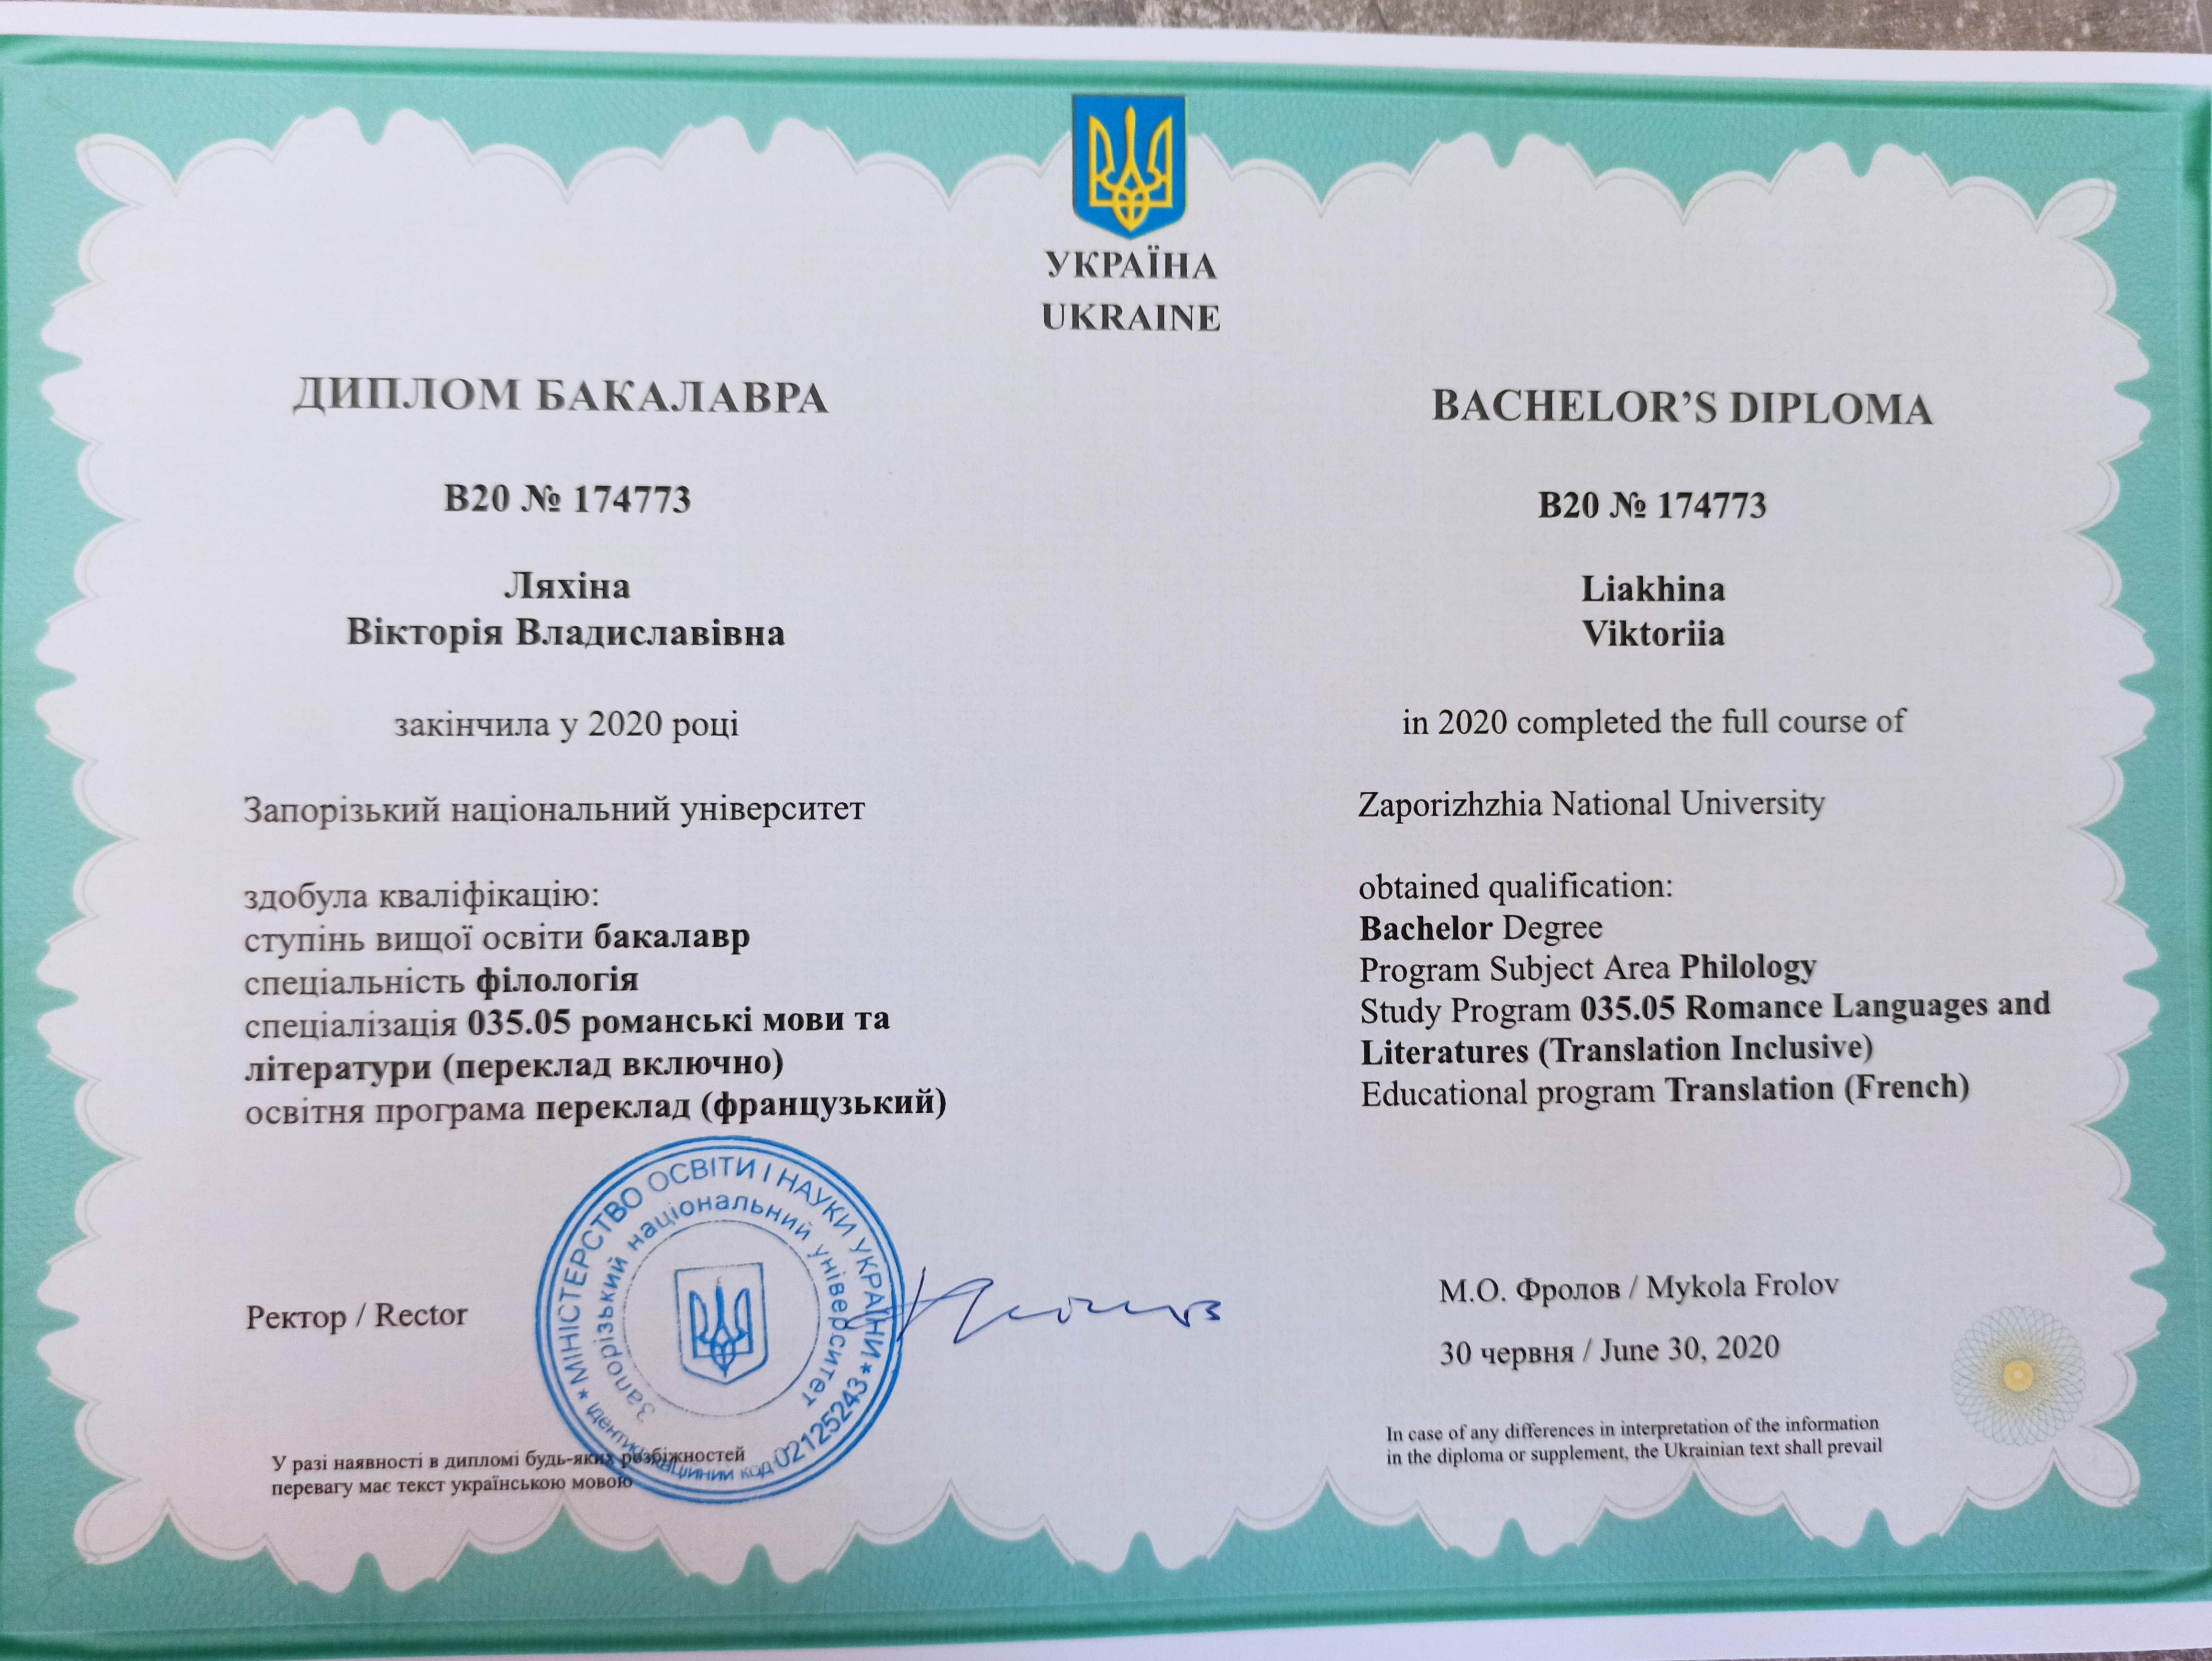 УКРАЇНА
UKRAINE
ДИПЛОМ БАКАЛАВРА
B20 № 174773
Ляхіна
Вікторія Владиславівна
закінчила у 2020 році
Запорізький національний університет
здобула кваліфікацію:
ступінь вищої освіти бакалавр
спеціальність філологія
спеціалізація 035.05 романські мови та
літератури (переклад включно)
освітня програма переклад (французький)
BACHELOR’S DIPLOMA
B20 № 174773
Liakhina
Viktoriia
in 2020 completed the full course of
Zaporizhzhia National University
obtained qualification:
Bachelor Degree
Program Subject Area Philology
Study Program 035.05 Romance Languages and
Literatures (Translation Inclusive)
Educational program Translation (French)
Ректор / Rector
* МІНІСТЕРСТВО ОСВІТИ І НАУКИ УКРАЇНИ *
Запорізький національний університет
Ідентифікаційний код 02125243
М.О. Фролов / Mykola Frolov
30 червня / June 30, 2020
У разі наявності в дипломі будь-яких розбіжностей
перевагу має текст українською мовою
In case of any differences in interpretation of the information
in the diploma or supplement, the Ukrainian text shall prevail